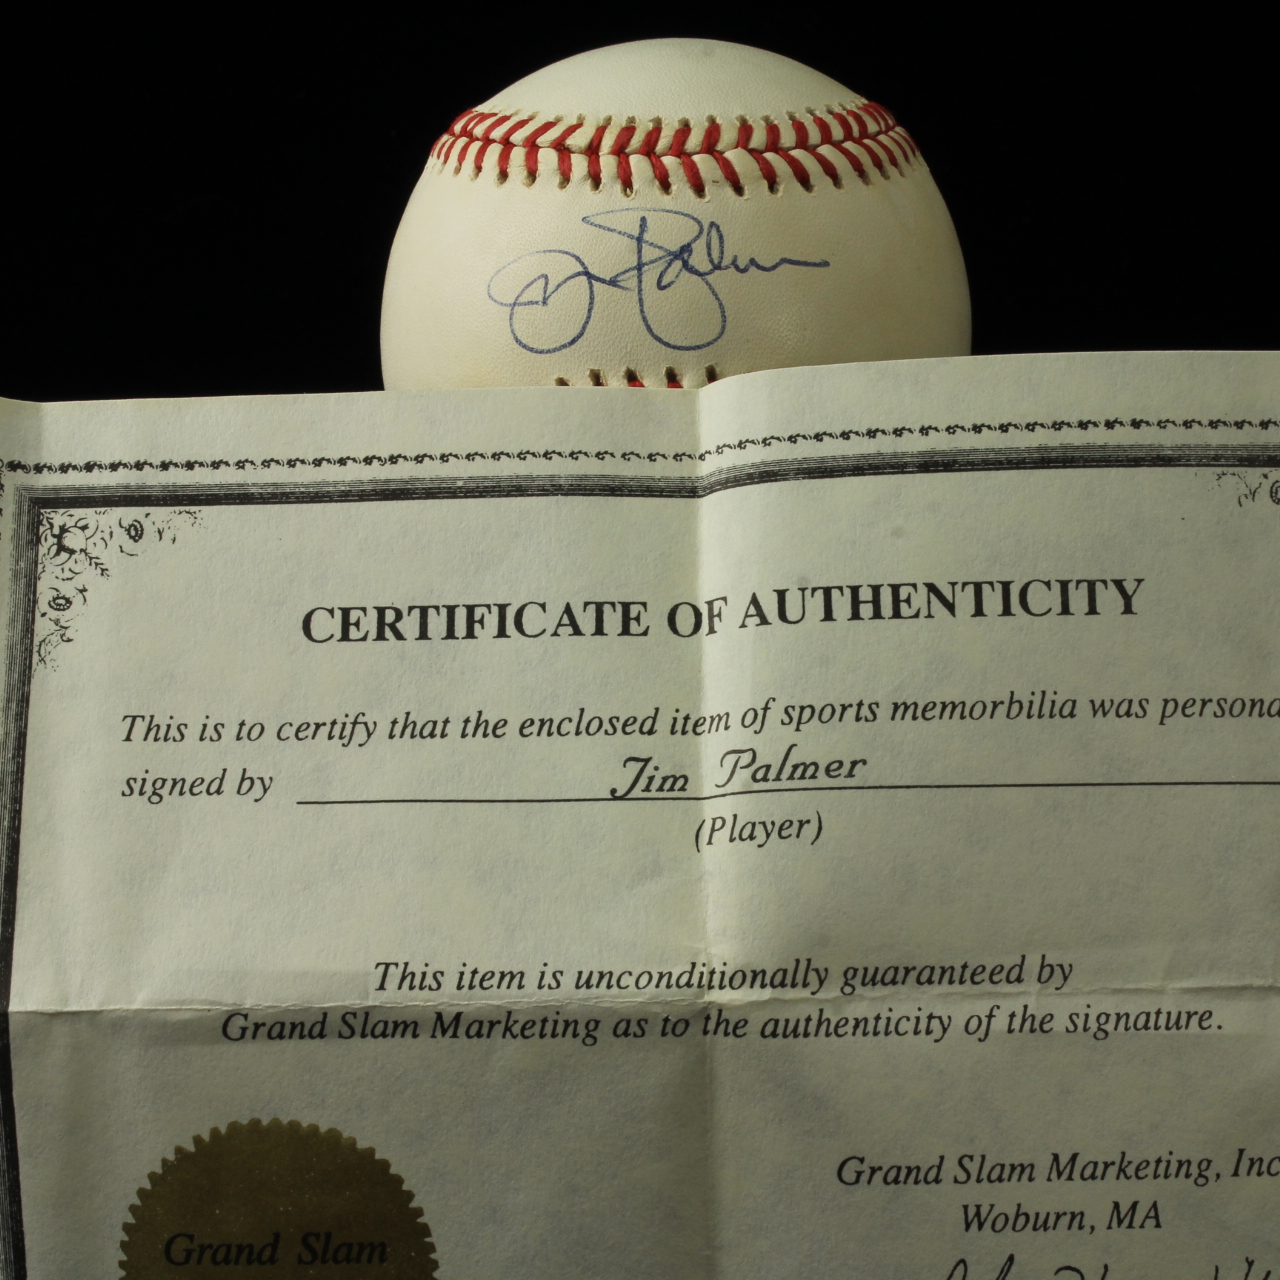 Jim Palmer
CERTIFICATE OF AUTHENTICITY
This is to certify that the enclosed item of sports memorbilia was persona
signed by Jim Palmer
(Player)
This item is unconditionally guaranteed by
Grand Slam Marketing as to the authenticity of the signature.
Grand Slam Marketing, Inc
Woburn, MA
Grand Slam